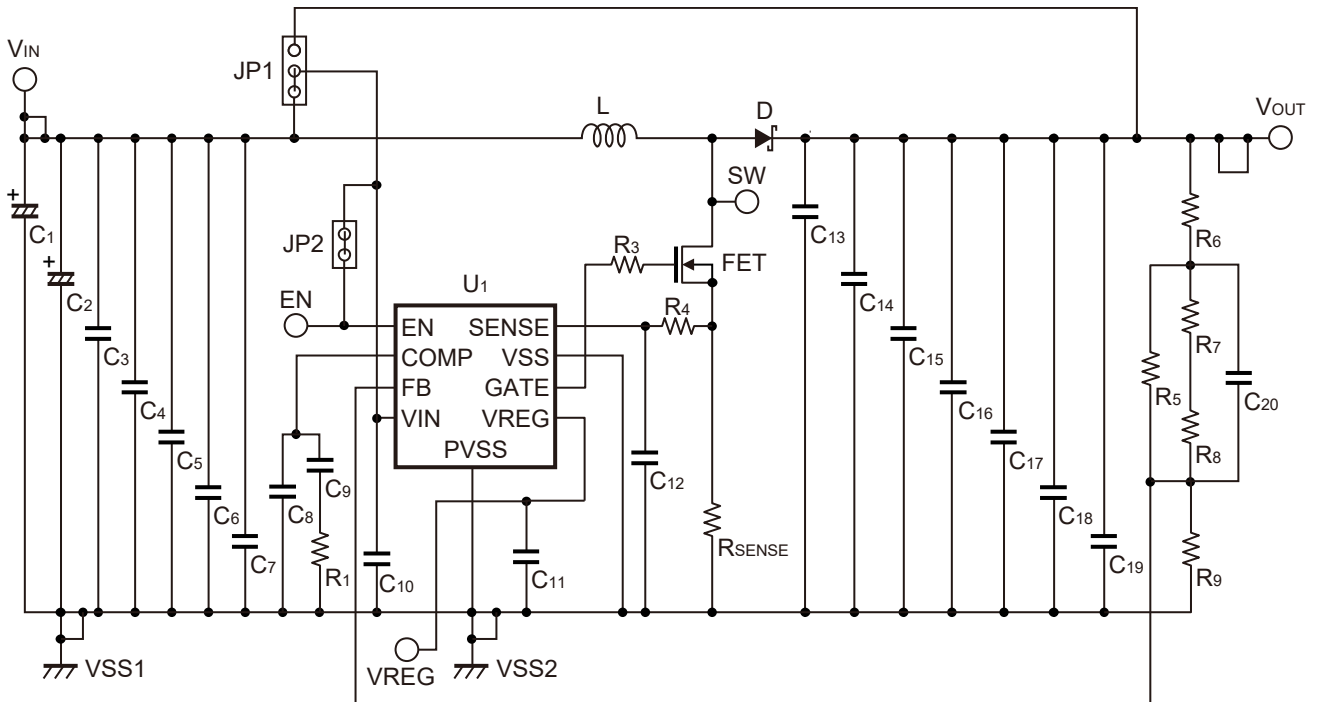 VIN
JP1
L
D
VOUT
SW
+
C1
+
C2
C3
C4
C5
C6
C7
JP2
EN
U1
EN
COMP
FB
VIN
SENSE
VSS
GATE
VREG
PVSS
R3
FET
R4
C8
C9
R1
C10
C11
C12
RSENSE
C13
C14
C15
C16
C17
C18
C19
R6
R7
R5
C20
R8
R9
VSS1
VREG
VSS2